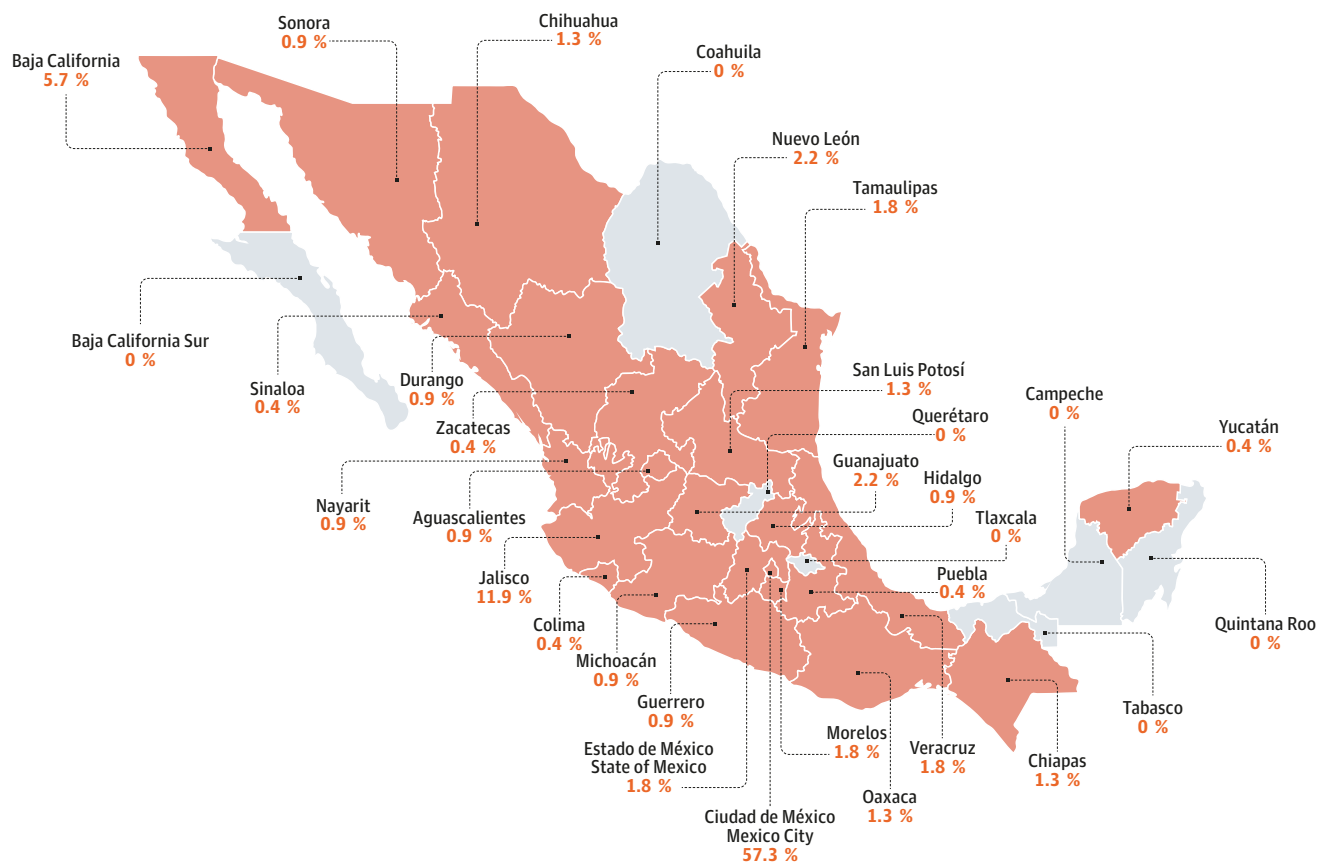 Sonora
0.9 %
Chihuahua
1.3 %
Coahuila
0 %
Baja California
5.7 %
Nuevo León
2.2 %
Tamaulipas
1.8 %
Baja California Sur
0 %
Sinaloa
0.4 %
Durango
0.9 %
Zacatecas
0.4 %
San Luis Potosí
1.3 %
Querétaro
0 %
Campeche
0 %
Yucatán
0.4 %
Guanajuato
2.2 %
Hidalgo
0.9 %
Nayarit
0.9 %
Aguascalientes
0.9 %
Tlaxcala
0 %
Jalisco
11.9 %
Puebla
0.4 %
Colima
0.4 %
Quintana Roo
0 %
Michoacán
0.9 %
Guerrero
0.9 %
Tabasco
0 %
Estado de México
State of Mexico
1.8 %
Morelos
1.8 %
Veracruz
1.8 %
Chiapas
1.3 %
Oaxaca
1.3 %
Ciudad de México
Mexico City
57.3 %